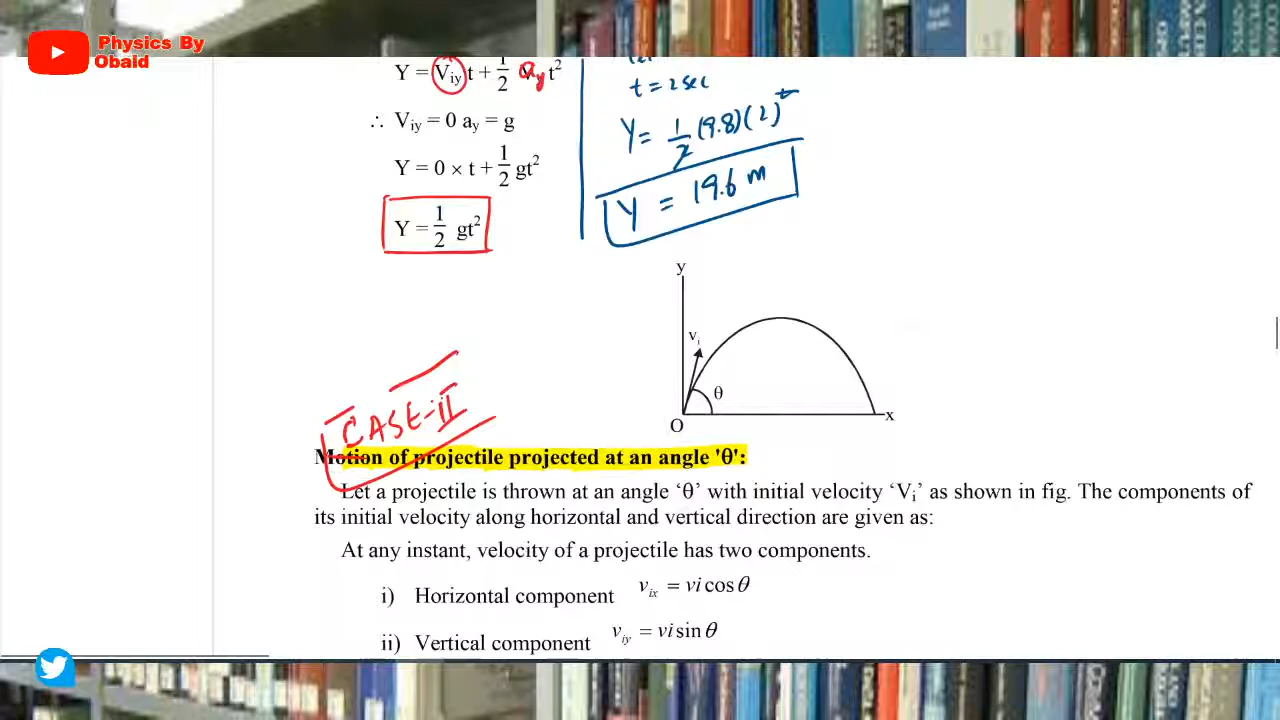 Physics By
Obaid
Y = V_iy t + 1/2 a_y t²
t = 2 sec
∴ V_iy = 0 a_y = g
Y = 1/2 (9.8)(2)²
Y = 0 × t + 1/2 gt²
Y = 19.6 m
Y = 1/2 gt²
y
v_i
θ
O
x
CASE-II
Motion of projectile projected at an angle 'θ':
Let a projectile is thrown at an angle ‘θ’ with initial velocity ‘V_i’ as shown in fig. The components of
its initial velocity along horizontal and vertical direction are given as:
At any instant, velocity of a projectile has two components.
i) Horizontal component v_ix = vi cos θ
ii) Vertical component v_iy = vi sin θ